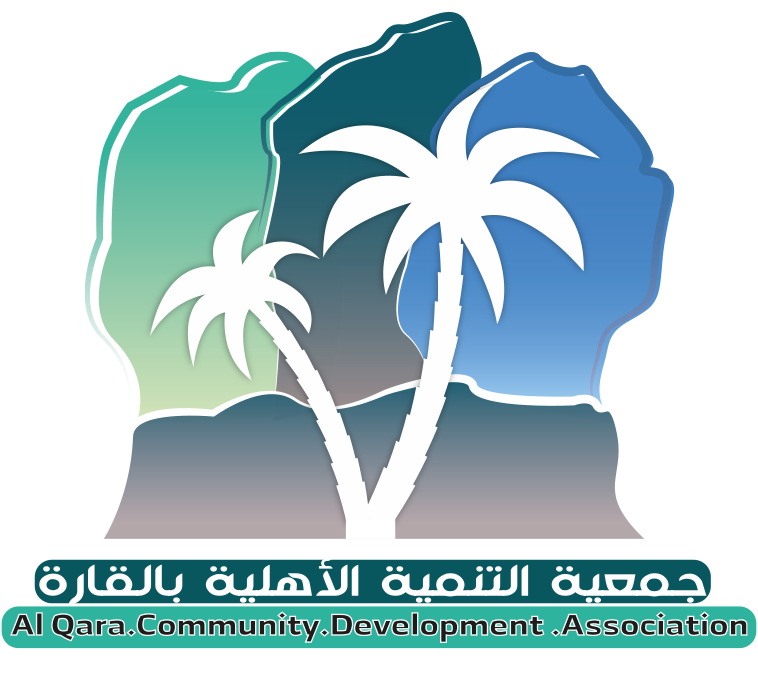 جمعية التنمية الأهلية بالقارة
Al Qara.Community.Development .Association